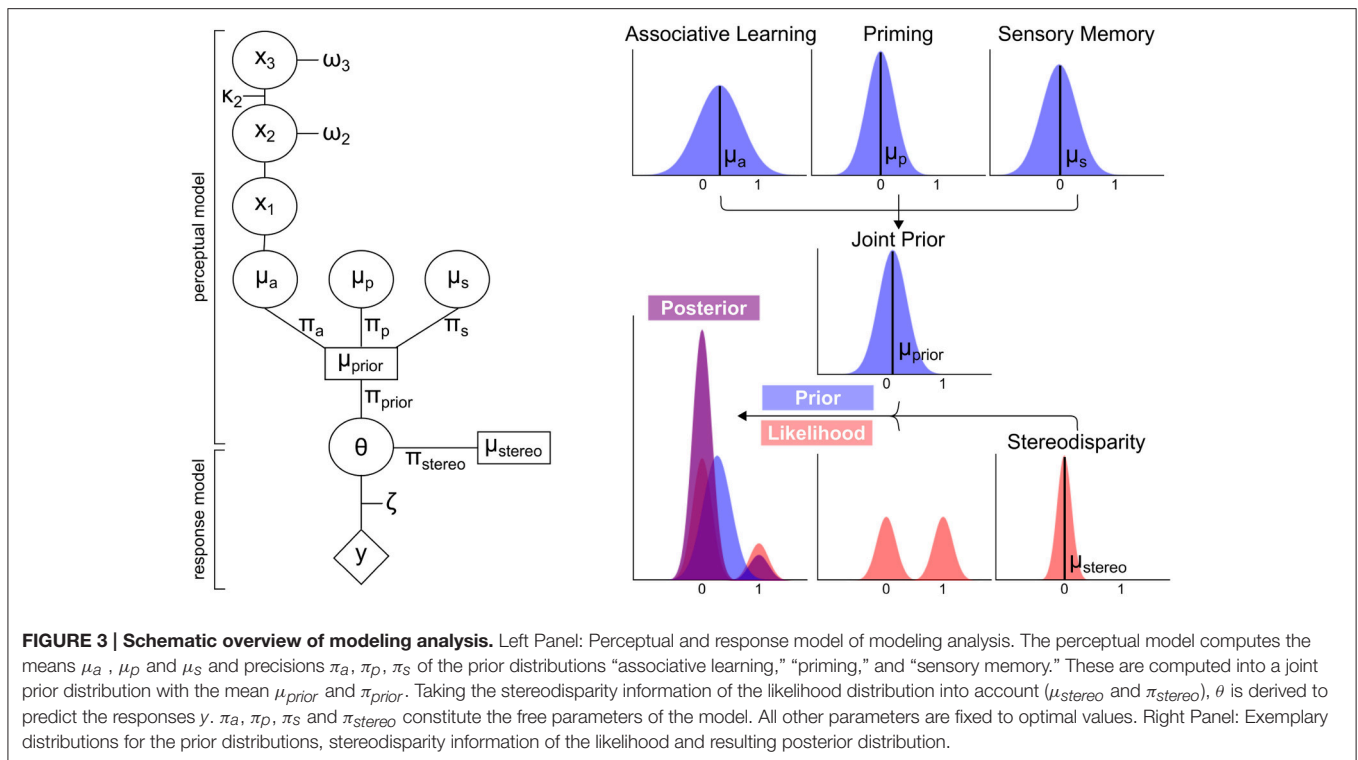 perceptual model
response model
x3
ω3
κ2
x2
ω2
x1
μa
μp
μs
πa
πp
πs
μprior
πprior
θ
πstereo
μstereo
ζ
y
Associative Learning
Priming
Sensory Memory
μa
μp
μs
0 1
0 1
0 1
Joint Prior
μprior
0 1
Posterior
Prior
Likelihood
Stereodisparity
μstereo
0 1
0 1
0 1
FIGURE 3 | Schematic overview of modeling analysis. Left Panel: Perceptual and response model of modeling analysis. The perceptual model computes the
means μa , μp and μs and precisions πa, πp, πs of the prior distributions “associative learning,” “priming,” and “sensory memory.” These are computed into a joint
prior distribution with the mean μprior and πprior. Taking the stereodisparity information of the likelihood distribution into account (μstereo and πstereo), θ is derived to
predict the responses y. πa, πp, πs and πstereo constitute the free parameters of the model. All other parameters are fixed to optimal values. Right Panel: Exemplary
distributions for the prior distributions, stereodisparity information of the likelihood and resulting posterior distribution.